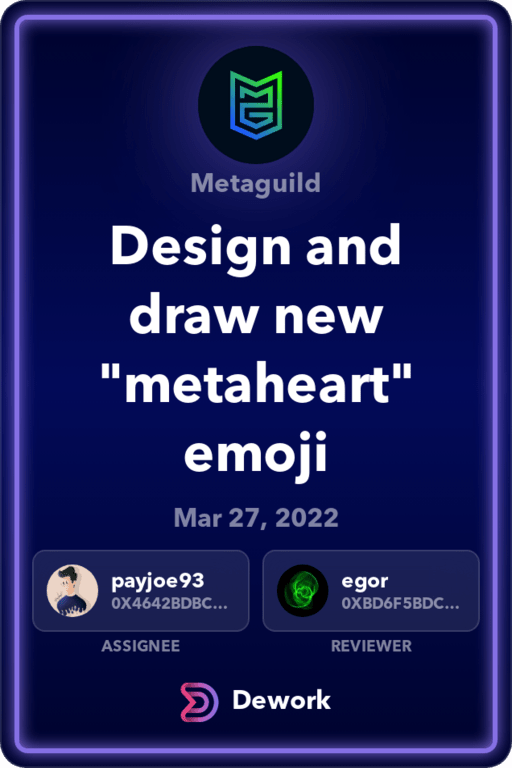 Metaguild
Design and
draw new
"metaheart"
emoji
Mar 27, 2022
payjoe93
0X4642BDBC...
ASSIGNEE
egor
0XBD6F5BDC...
REVIEWER
Dework